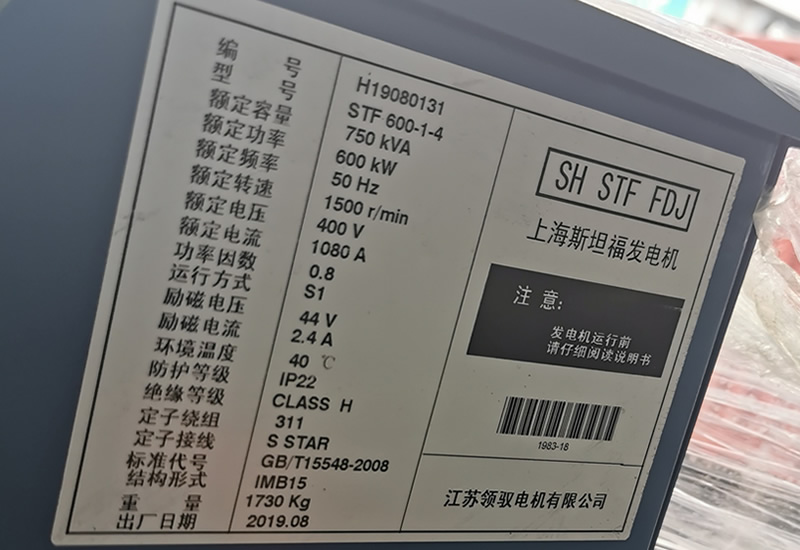 编号 H19080131
型号 STF 600-1-4
额定容量 750 kVA
额定功率 600 kW
额定频率 50 Hz
额定转速 1500 r/min
额定电压 400 V
额定电流 1080 A
功率因数 0.8
运行方式 S1
励磁电压 44 V
励磁电流 2.4 A
环境温度 40 ℃
防护等级 IP22
绝缘等级 CLASS H
定子绕组 311
定子接线 S STAR
标准代号 GB/T15548-2008
结构形式 IMB15
重量 1730 Kg
出厂日期 2019.08
SH STF FDJ
上海斯坦福发电机
注意:
发电机运行前
请仔细阅读说明书
1983-16
江苏领驭电机有限公司